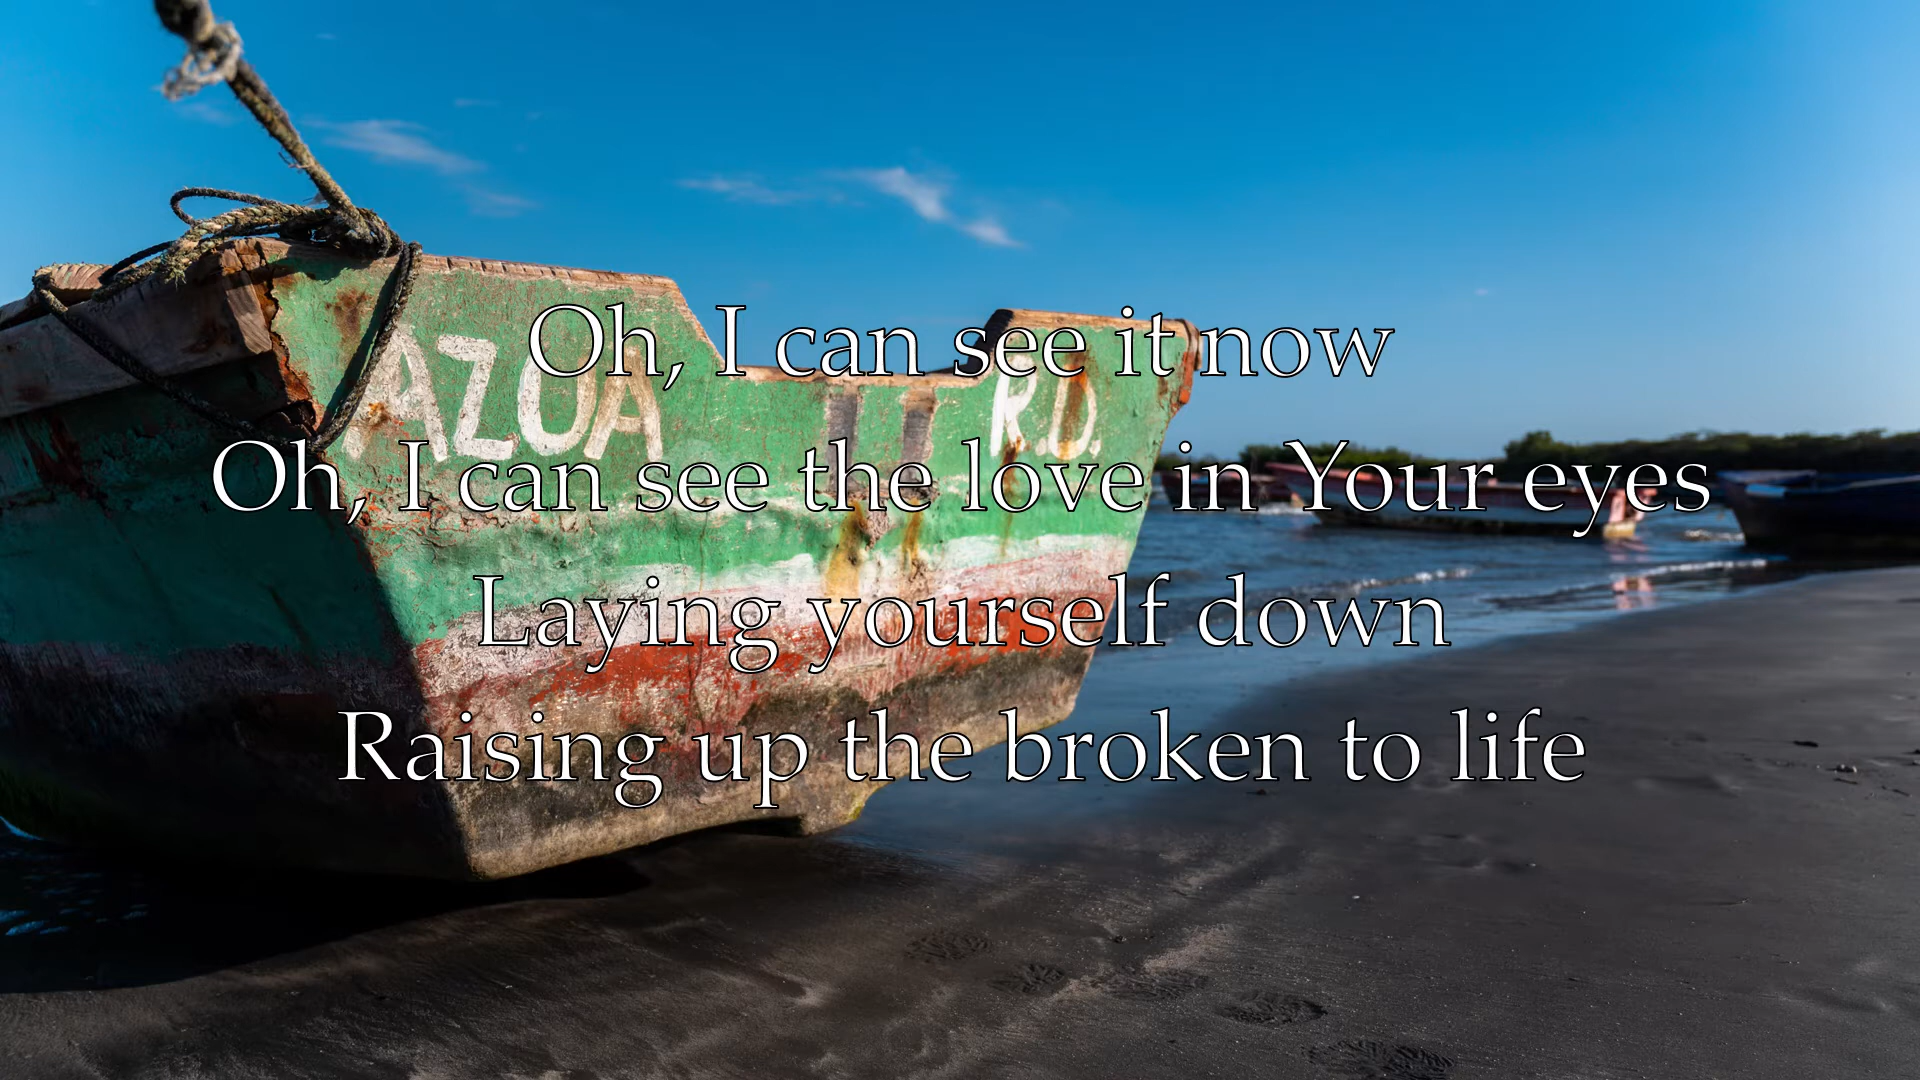 Oh, I can see it now
AZUA R.D.
Oh, I can see the love in Your eyes
Laying yourself down
Raising up the broken to life